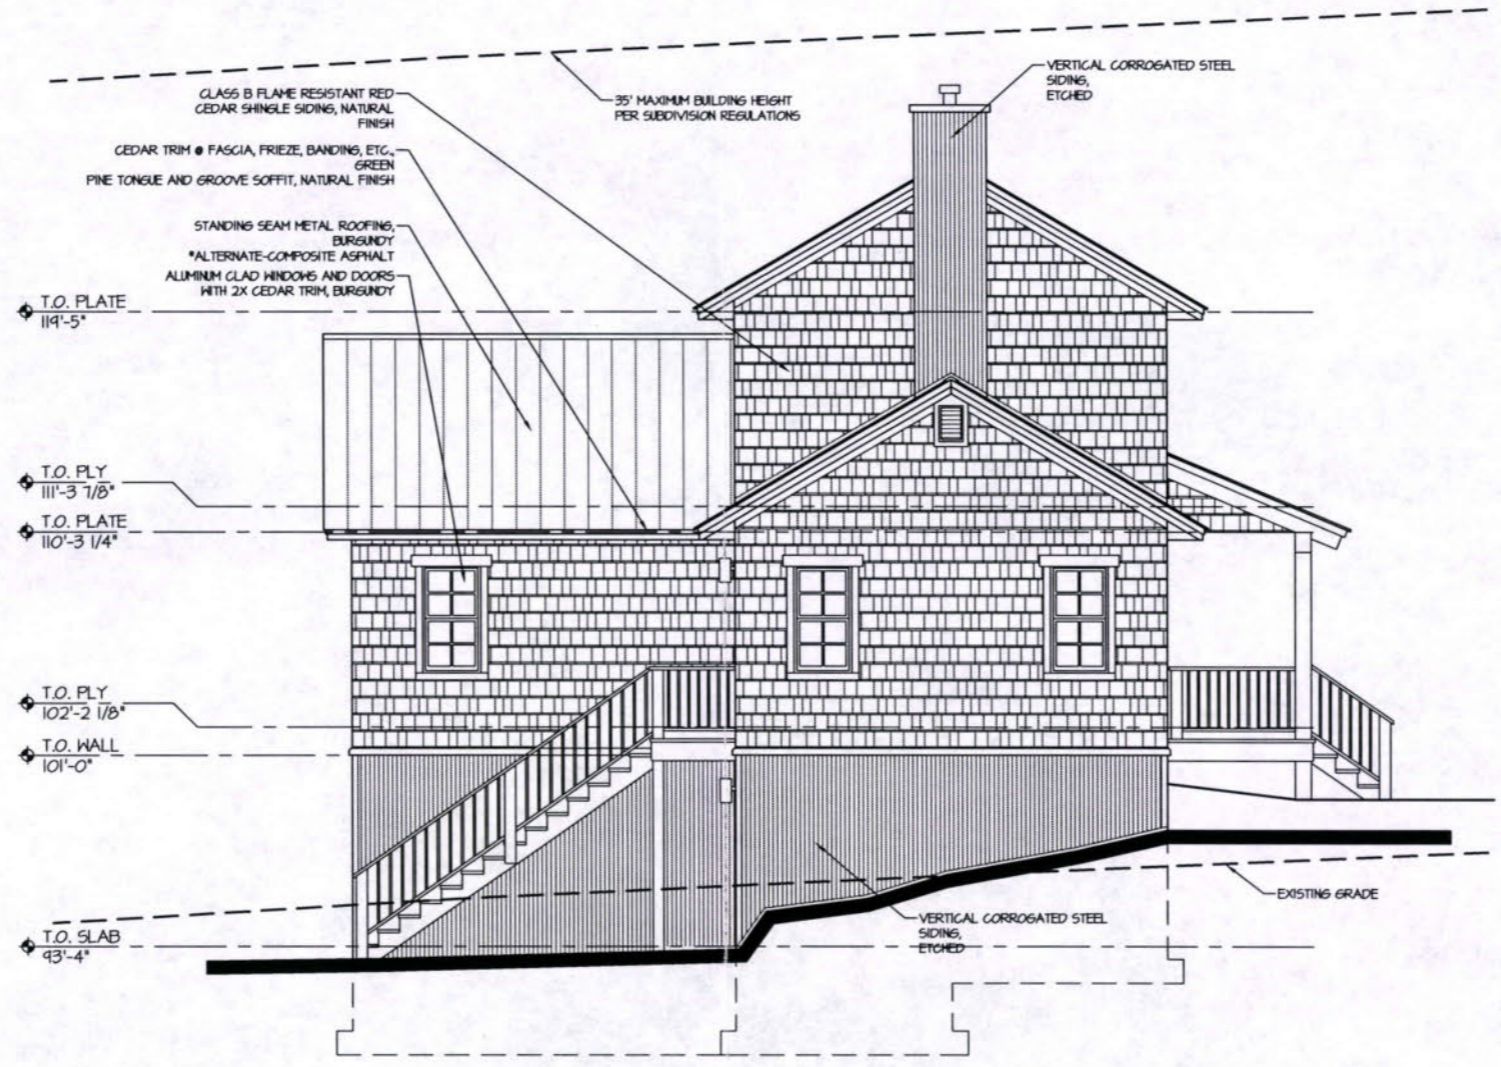 CLASS B FLAME RESISTANT RED
CEDAR SHINGLE SIDING, NATURAL
FINISH
CEDAR TRIM @ FASCIA, FRIEZE, BANDING, ETC.,
GREEN
PINE TONGUE AND GROOVE SOFFIT, NATURAL FINISH
STANDING SEAM METAL ROOFING,
BURGUNDY
*ALTERNATE-COMPOSITE ASPHALT
ALUMINUM CLAD WINDOWS AND DOORS
WITH 2X CEDAR TRIM, BURGUNDY
35' MAXIMUM BUILDING HEIGHT
PER SUBDIVISION REGULATIONS
VERTICAL CORROGATED STEEL
SIDING,
ETCHED
T.O. PLATE
119'-5"
T.O. PLY
111'-3 7/8"
T.O. PLATE
110'-3 1/4"
T.O. PLY
102'-2 1/8"
T.O. WALL
101'-0"
T.O. SLAB
93'-4"
EXISTING GRADE
VERTICAL CORROGATED STEEL
SIDING,
ETCHED